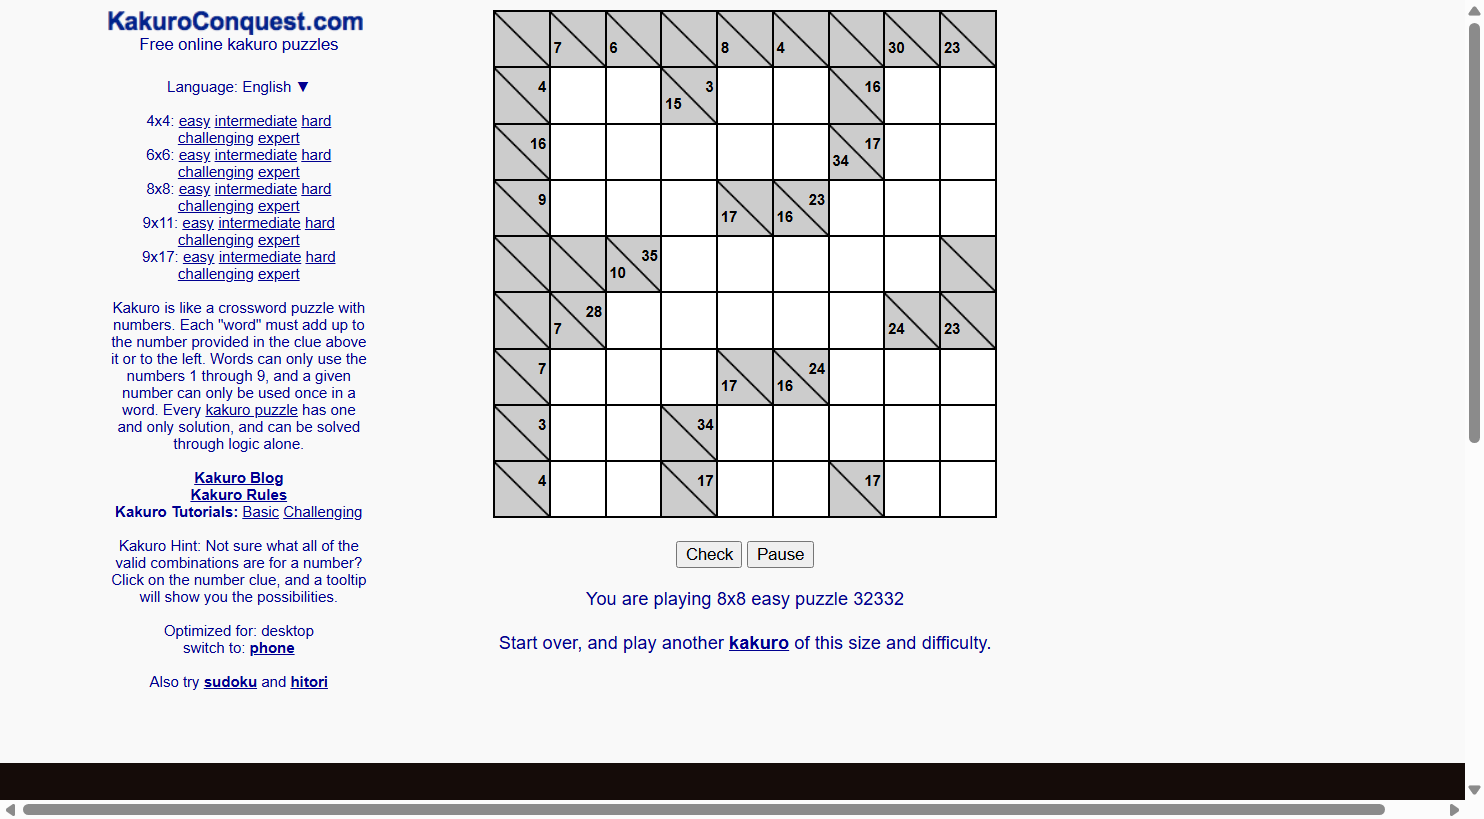 KakuroConquest.com
Free online kakuro puzzles
Language: English ▼
4x4: easy intermediate hard
challenging expert
6x6: easy intermediate hard
challenging expert
8x8: easy intermediate hard
challenging expert
9x11: easy intermediate hard
challenging expert
9x17: easy intermediate hard
challenging expert
Kakuro is like a crossword puzzle with
numbers. Each "word" must add up to
the number provided in the clue above
it or to the left. Words can only use the
numbers 1 through 9, and a given
number can only be used once in a
word. Every kakuro puzzle has one
and only solution, and can be solved
through logic alone.
Kakuro Blog
Kakuro Rules
Kakuro Tutorials: Basic Challenging
Kakuro Hint: Not sure what all of the
valid combinations are for a number?
Click on the number clue, and a tooltip
will show you the possibilities.
Optimized for: desktop
switch to: phone
Also try sudoku and hitori
7 6 8 4 30 23
4 3 16
15
16 17
34
9 23
17 16
35
10
28
7 24 23
7 24
17 16
3 34
4 17 17
Check Pause
You are playing 8x8 easy puzzle 32332
Start over, and play another kakuro of this size and difficulty.